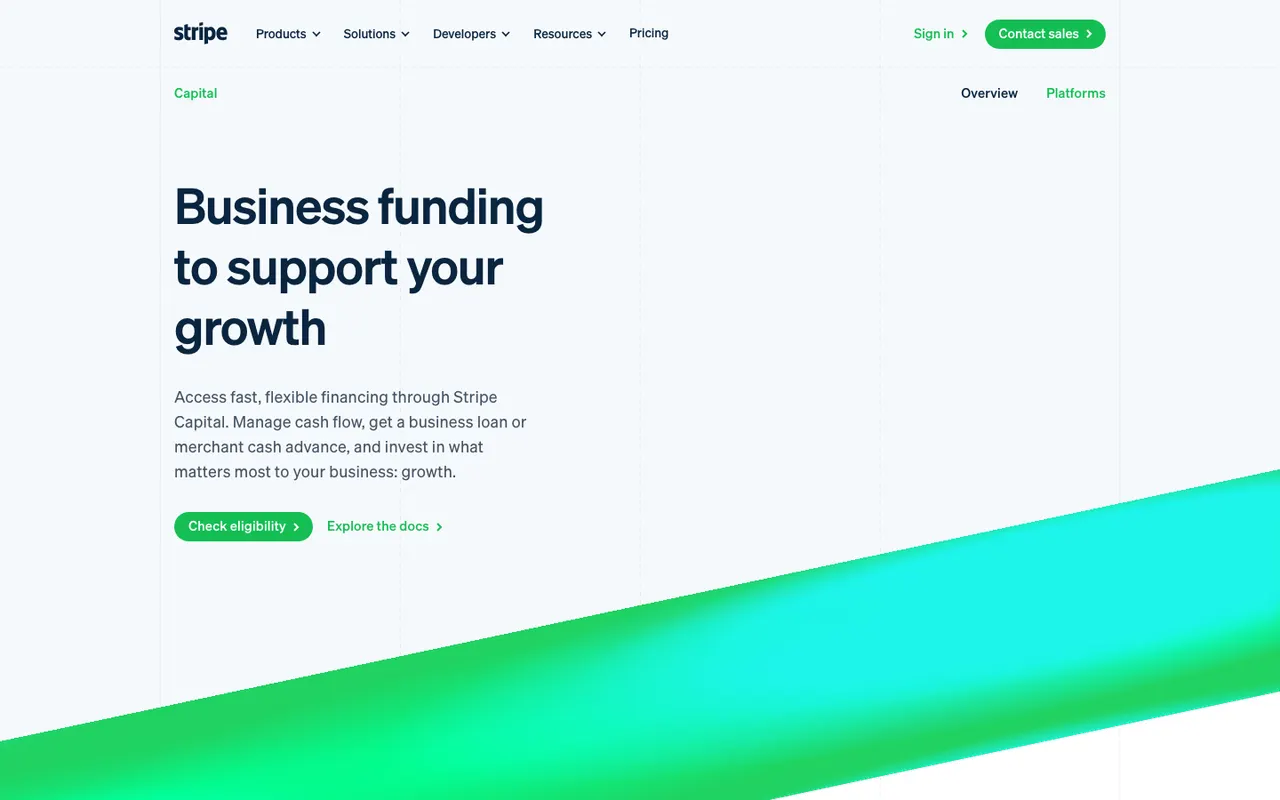 stripe Products Solutions Developers Resources Pricing Sign in Contact sales
Capital Overview Platforms
Business funding
to support your
growth
Access fast, flexible financing through Stripe
Capital. Manage cash flow, get a business loan or
merchant cash advance, and invest in what
matters most to your business: growth.
Check eligibility Explore the docs